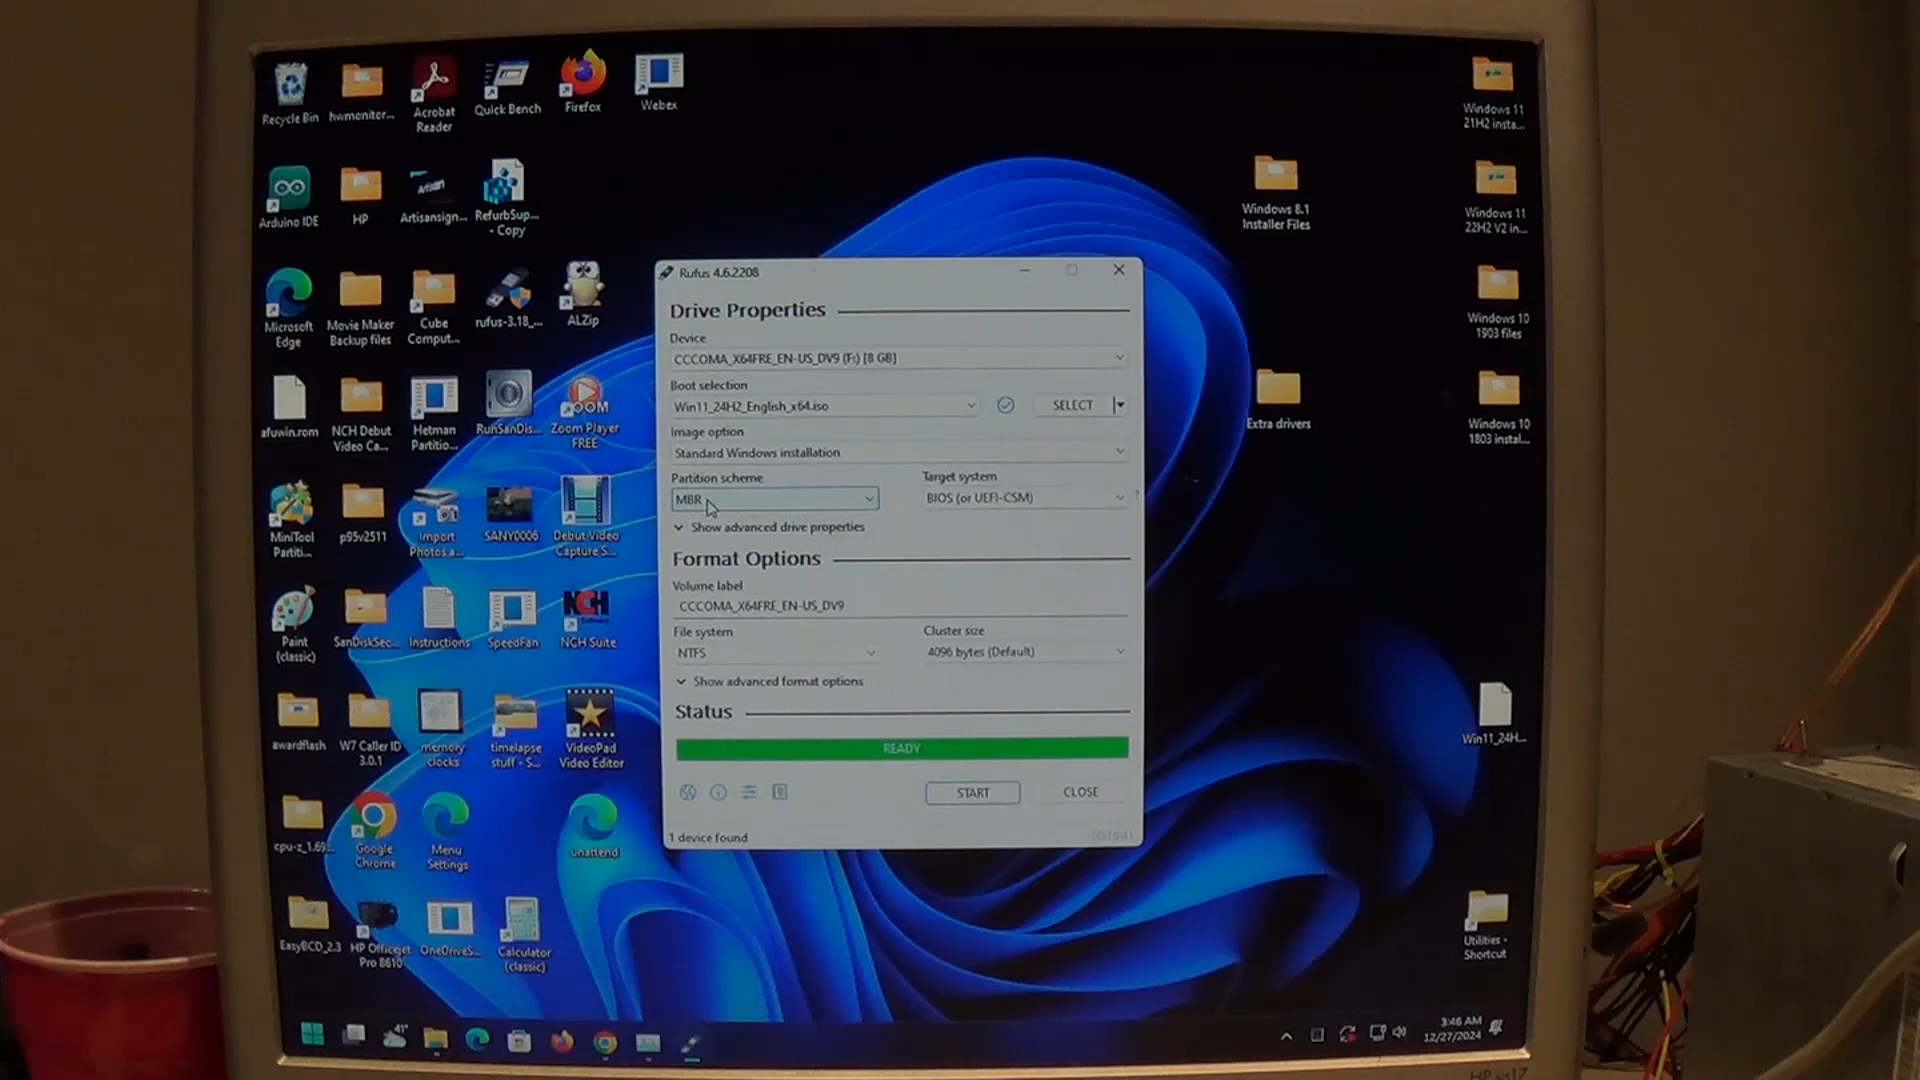 Recycle Bin
hwmonitor...
Acrobat
Reader
Quick Bench
Firefox
Webex
Windows 11
21H2 insta...
Arduino IDE
HP
Artisansign...
RefurbSup...
- Copy
Windows 8.1
Installer Files
Windows 11
22H2 V2 in...
Microsoft
Edge
Movie Maker
Backup files
Cube
Comput...
rufus-3.18_...
ALZip
Windows 10
1903 files
afuwin.rom
NCH Debut
Video Ca...
Hetman
Partitio...
RunSanDis...
Zoom Player
FREE
Extra drivers
Windows 10
1803 instal...
MiniTool
Partiti...
p95v2511
Import
Photos a...
SANY0006
Debut Video
Capture S...
Paint
(classic)
SanDiskSec...
Instructions
SpeedFan
NCH
NCH Suite
awardflash
W7 Caller ID
3.0.1
memory
clocks
timelapse
stuff - S...
VideoPad
Video Editor
Win11_24H...
cpu-z_1.69...
Google
Chrome
Menu
Settings
unattend
EasyBCD_2.3
HP Officejet
Pro 8610
OneDriveS...
Calculator
(classic)
Utilities -
Shortcut
Rufus 4.6.2208
Drive Properties
Device
CCCOMA_X64FRE_EN-US_DV9 (F:) [8 GB]
Boot selection
Win11_24H2_English_x64.iso
SELECT
Image option
Standard Windows installation
Partition scheme
Target system
MBR
BIOS (or UEFI-CSM)
?
Show advanced drive properties
Format Options
Volume label
CCCOMA_X64FRE_EN-US_DV9
File system
Cluster size
NTFS
4096 bytes (Default)
Show advanced format options
Status
READY
START
CLOSE
1 device found
00:16:41
41°
3:46 AM
12/27/2024
HP vs17